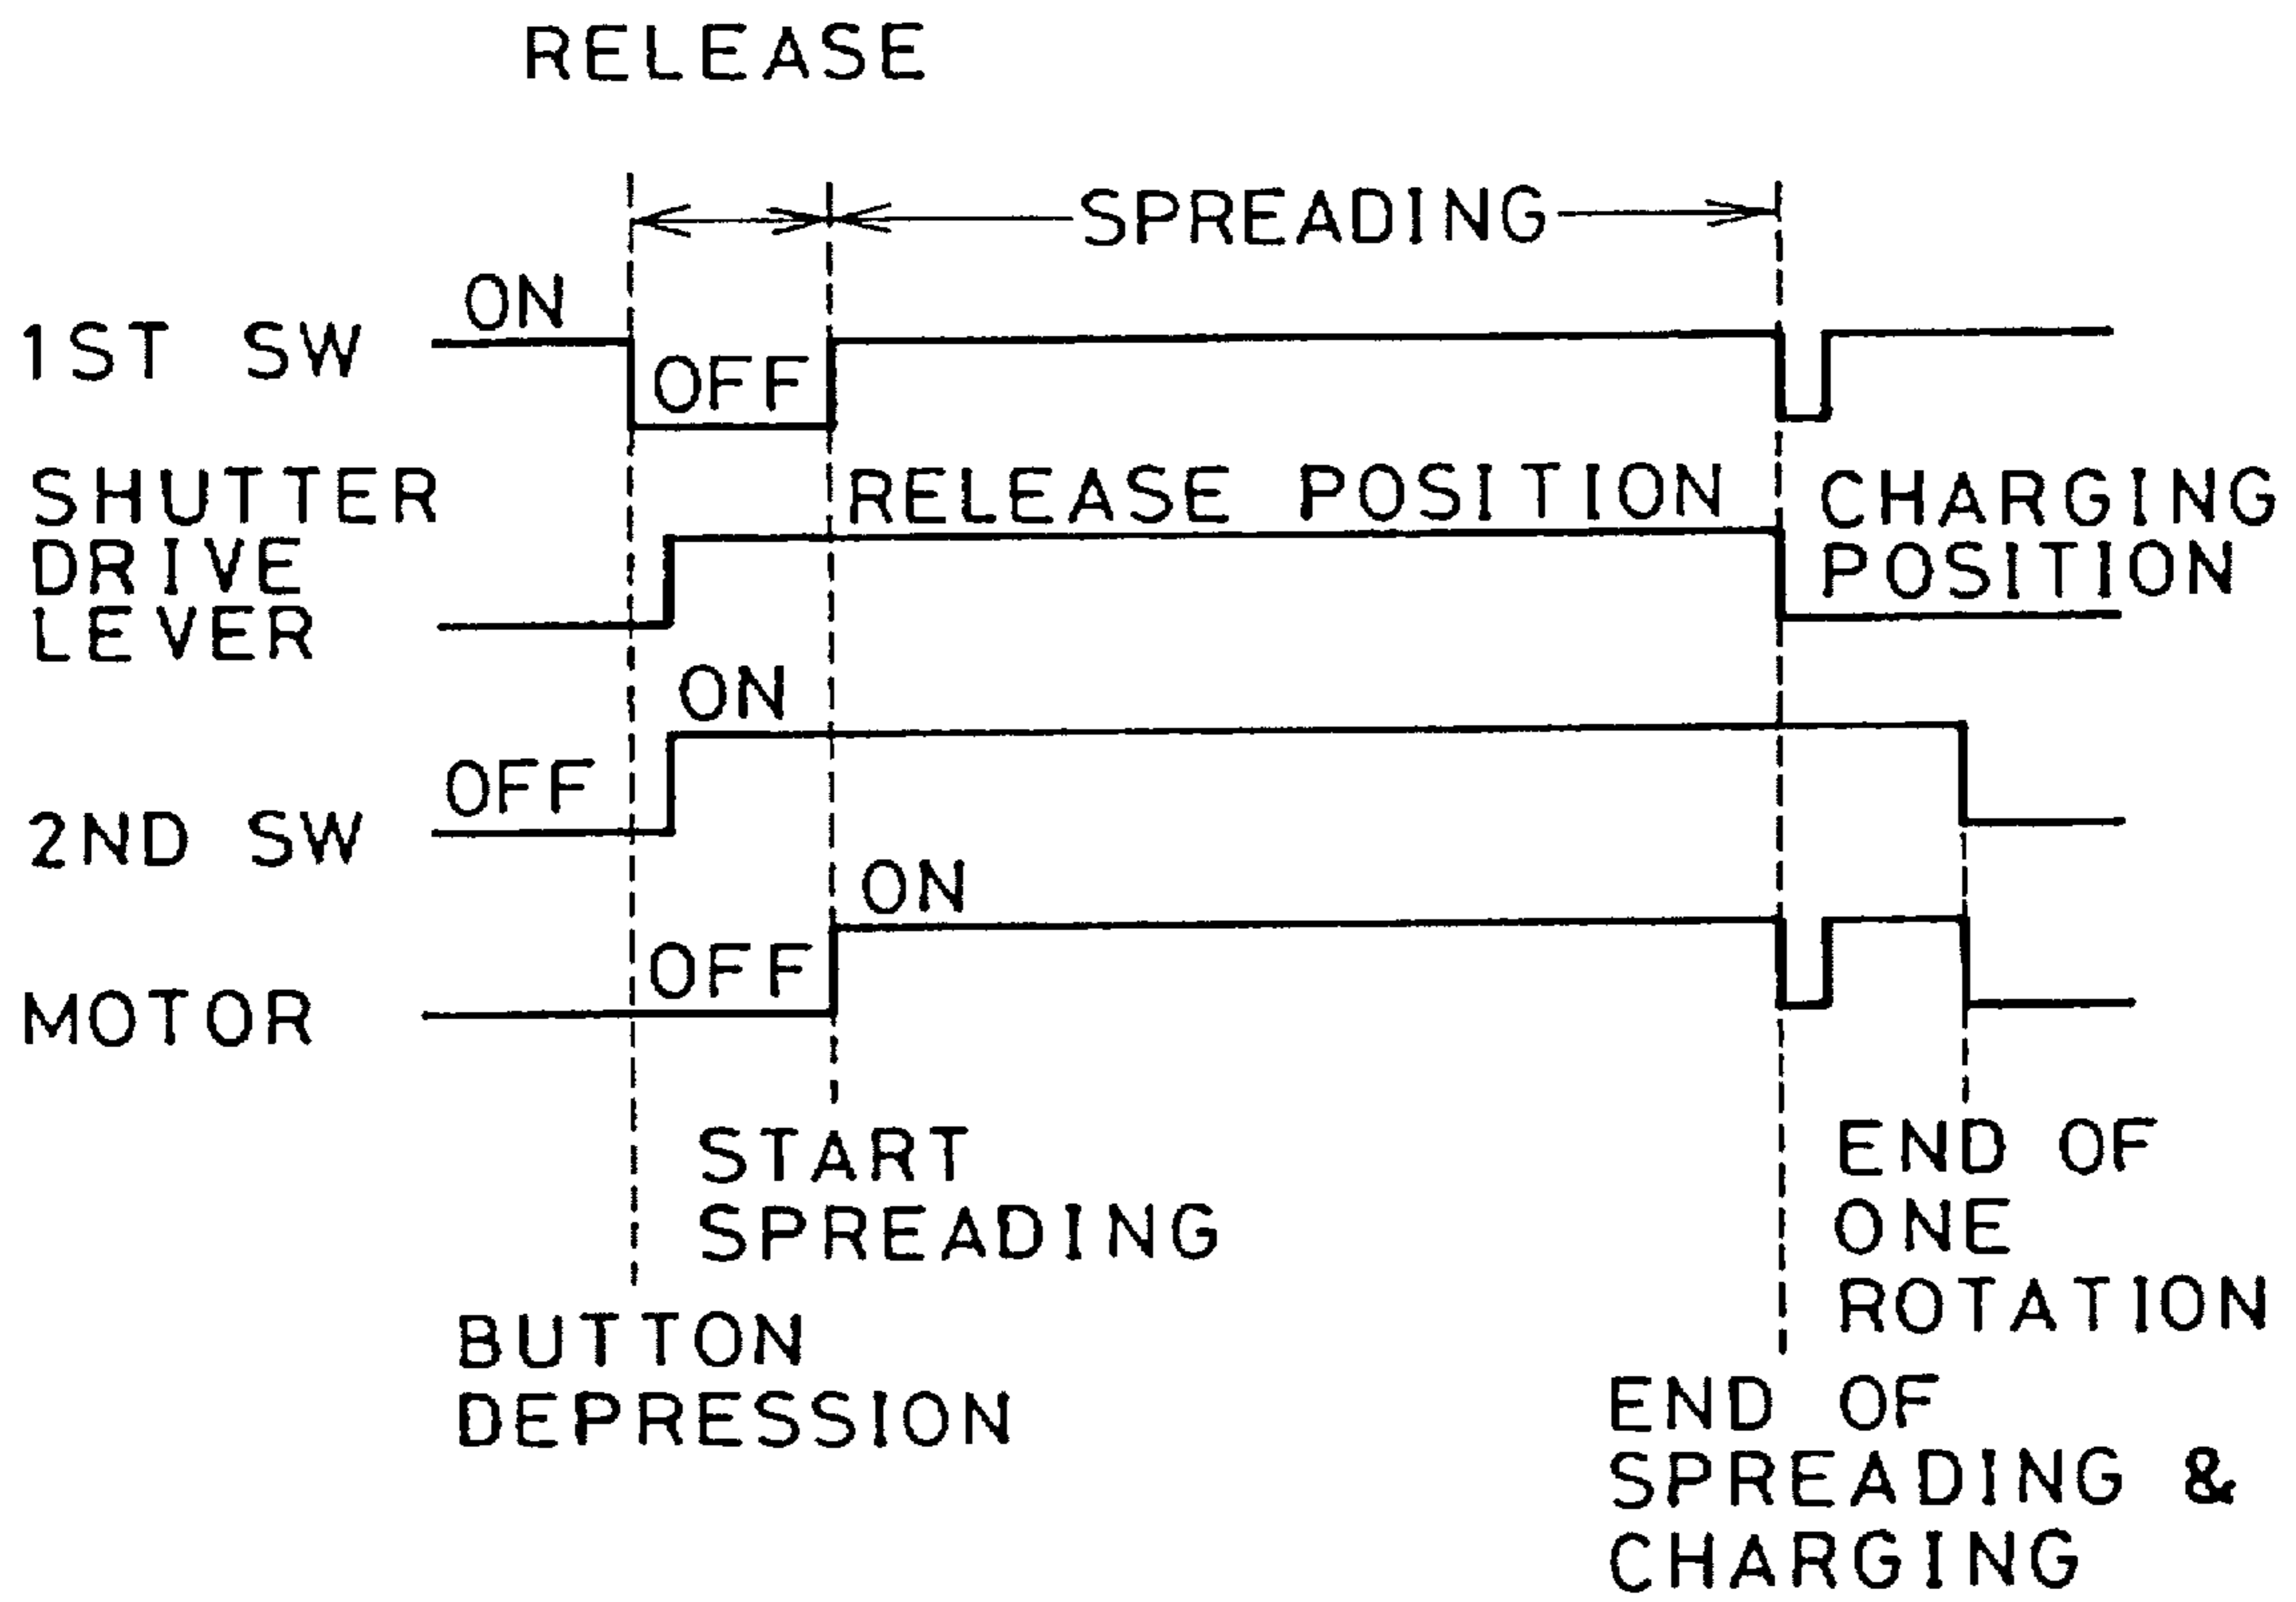 RELEASE
SPREADING
ON
1ST SW
OFF
SHUTTER
DRIVE
LEVER
RELEASE POSITION
CHARGING
POSITION
ON
OFF
2ND SW
ON
OFF
MOTOR
START
SPREADING
END OF
ONE
ROTATION
BUTTON
DEPRESSION
END OF
SPREADING &
CHARGING